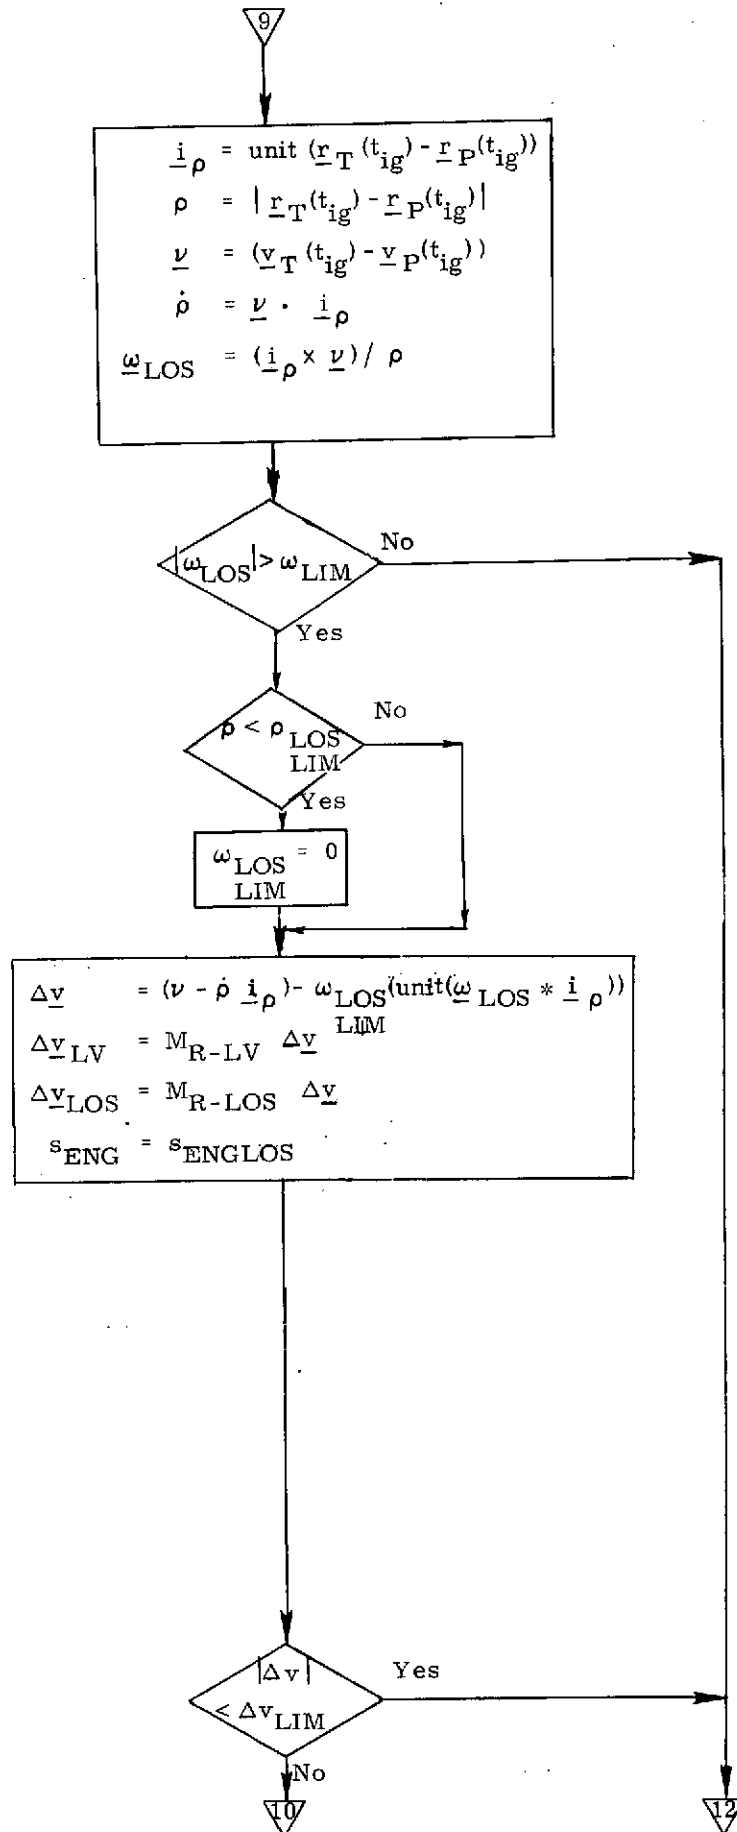 9
i_ρ = unit (r_T(t_ig) - r_P(t_ig))
ρ = | r_T(t_ig) - r_P(t_ig)|
ν = (v_T(t_ig) - v_P(t_ig))
ρ̇ = ν · i_ρ
ω_LOS = (i_ρ x ν)/ ρ
|ω_LOS| > ω_LIM
No
Yes
ρ < ρ_LOS
LIM
No
Yes
ω_LOS = 0
LIM
Δv = (ν - ρ̇ i_ρ) - ω_LOS(unit(ω_LOS * i_ρ))
LIM
Δv_LV = M_R-LV Δv
Δv_LOS = M_R-LOS Δv
s_ENG = s_ENGLOS
|Δv|
< Δv_LIM
Yes
No
10
12